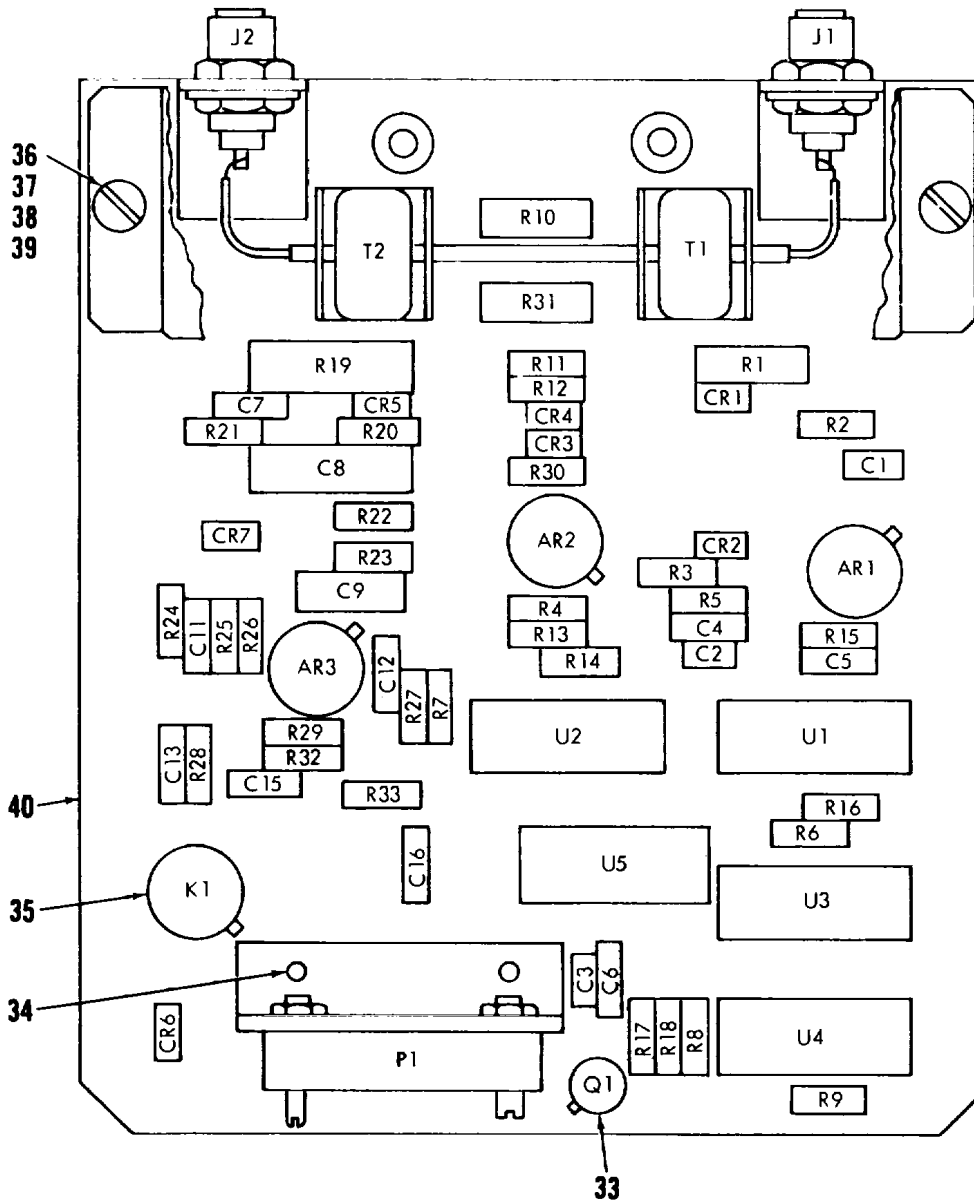 J2
J1
36
37
38
39
R10
T2
T1
R31
R19
R11
R1
R12
C7
CR5
CR4
CR1
R21
R20
CR3
R2
C8
R30
C1
R22
CR7
AR2
CR2
R23
R3
AR1
C9
R24
C11
R25
R26
R4
R5
R13
C4
R15
AR3
C12
R14
C2
C5
R27
R7
R29
U2
U1
C13
R28
R32
C15
R33
40
R16
R6
C16
U5
K1
35
U3
34
C3
C6
CR6
R17
R18
R8
U4
P1
Q1
R9
33